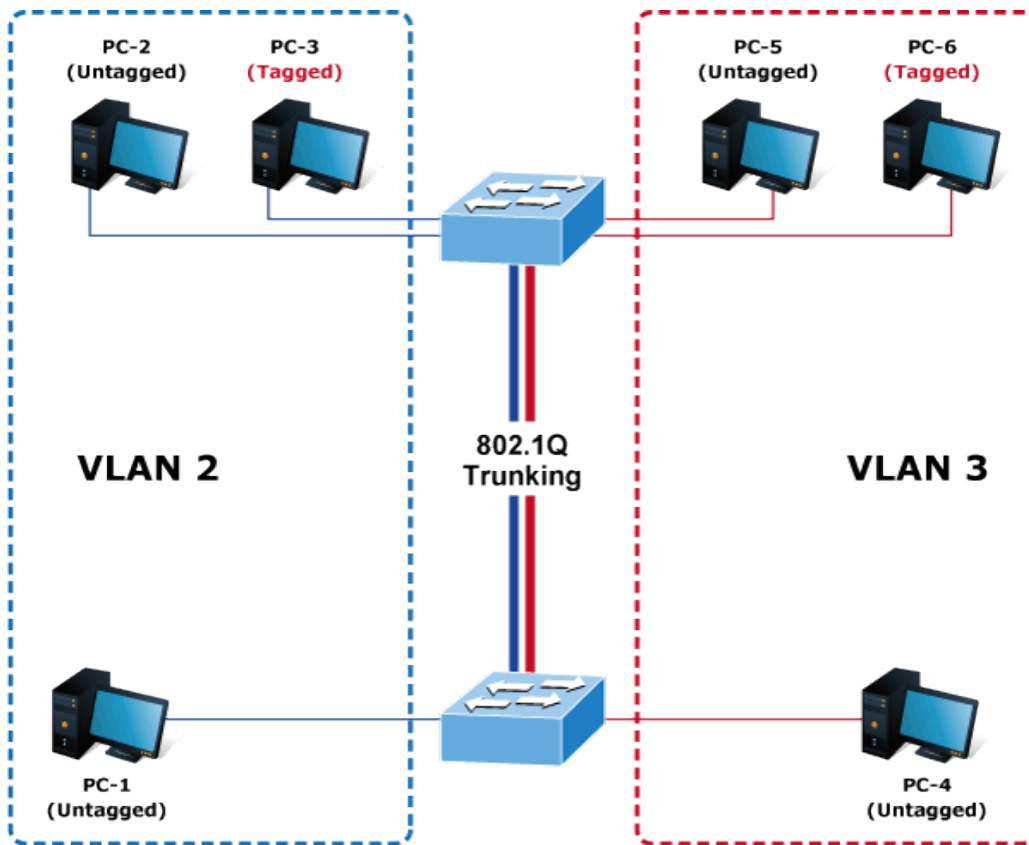 PC-2
(Untagged)
PC-3
(Tagged)
PC-5
(Untagged)
PC-6
(Tagged)
802.1Q
Trunking
VLAN 2
VLAN 3
PC-1
(Untagged)
PC-4
(Untagged)